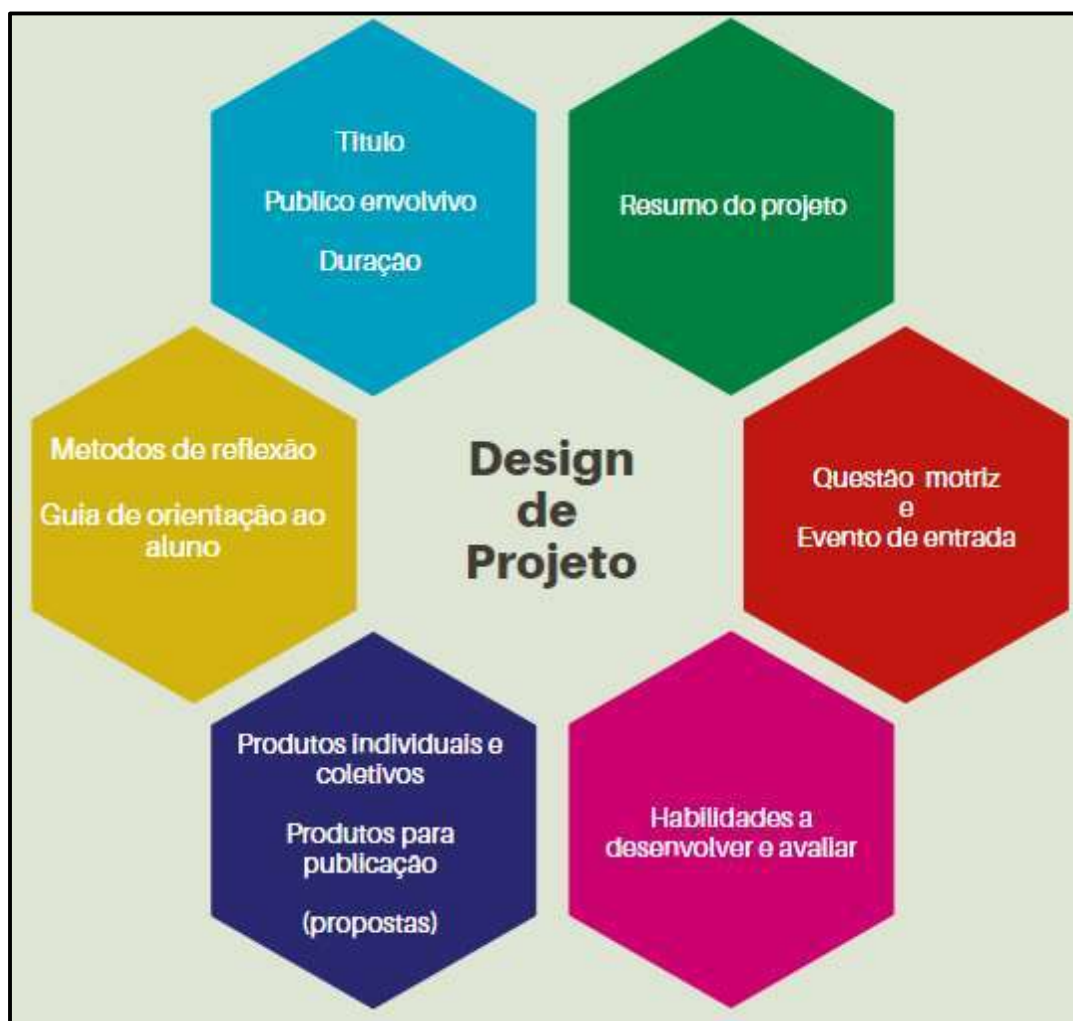 Titulo
Publico envolvivo
Duração
Resumo do projeto
Metodos de reflexão
Guia de orientação ao
aluno
Design
de
Projeto
Questão motriz
e
Evento de entrada
Produtos individuais e
coletivos
Produtos para
publicação
(propostas)
Habilidades a
desenvolver e avaliar